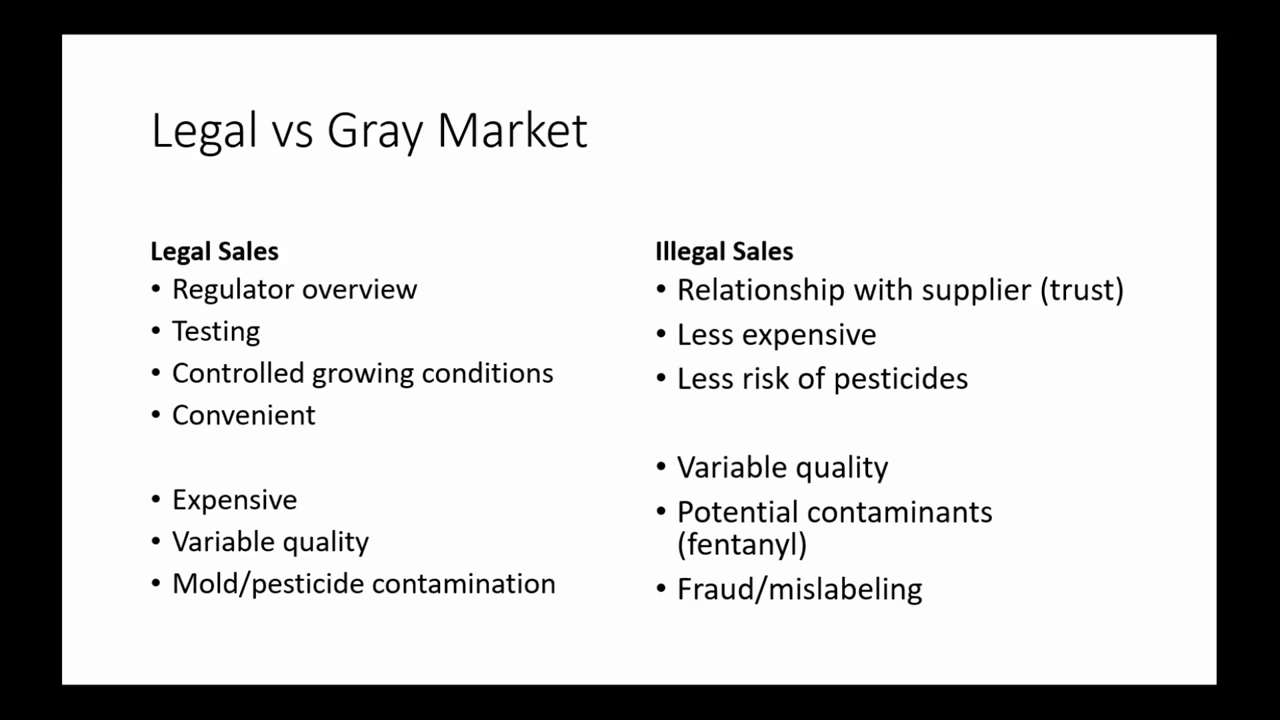 Legal vs Gray Market
Legal Sales
• Regulator overview
• Testing
• Controlled growing conditions
• Convenient
• Expensive
• Variable quality
• Mold/pesticide contamination
Illegal Sales
• Relationship with supplier (trust)
• Less expensive
• Less risk of pesticides
• Variable quality
• Potential contaminants
(fentanyl)
• Fraud/mislabeling